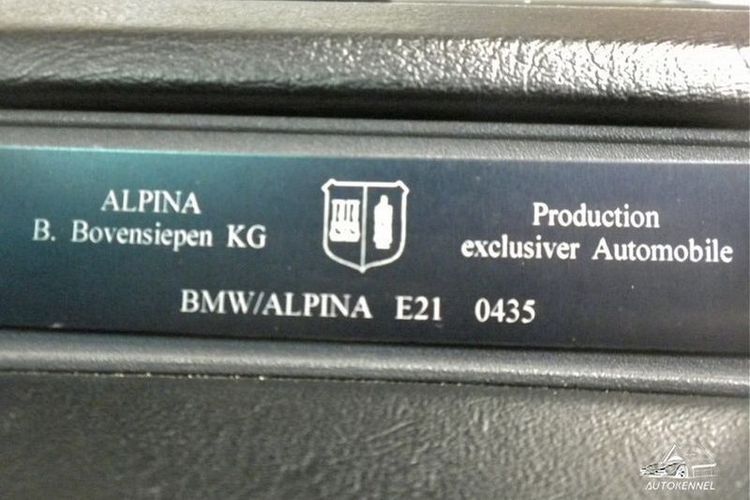 ALPINA
B. Bovensiepen KG
Production
exclusiver Automobile
BMW/ALPINA E21 0435
AUTOKENNEL